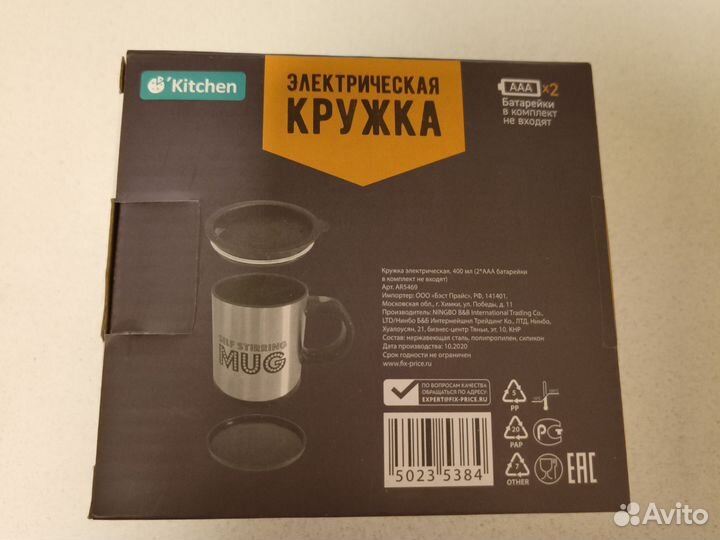 'Kitchen
ЭЛЕКТРИЧЕСКАЯ
КРУЖКА
AAA x2
Батарейки
в комплект
не входят
SELF STIRRING
MUG
Кружка электрическая, 400 мл (2*ААА батарейки
в комплект не входят)
Арт. AR5469
Импортер: ООО «Бэст Прайс», РФ, 141401,
Московская обл., г. Химки, ул. Победы, д. 11
Производитель: NINGBO B&B International Trading Co.,
LTD/Нинбо Б&Б Интернейшнл Трейдинг Ко., ЛТД, Нинбо,
Хуалоусян, 21, бизнес-центр Тяньи, эт. 10, КНР
Состав: нержавеющая сталь, полипропилен, силикон
Дата производства: 10.2020
Срок годности не ограничен
www.fix-price.ru
ПО ВОПРОСАМ КАЧЕСТВА
ОБРАЩАТЬСЯ В АДРЕС:
EXPERT@FIX-PRICE.RU
5
PP
20
PAP
7
OTHER
EAC
5023 5384
Avito